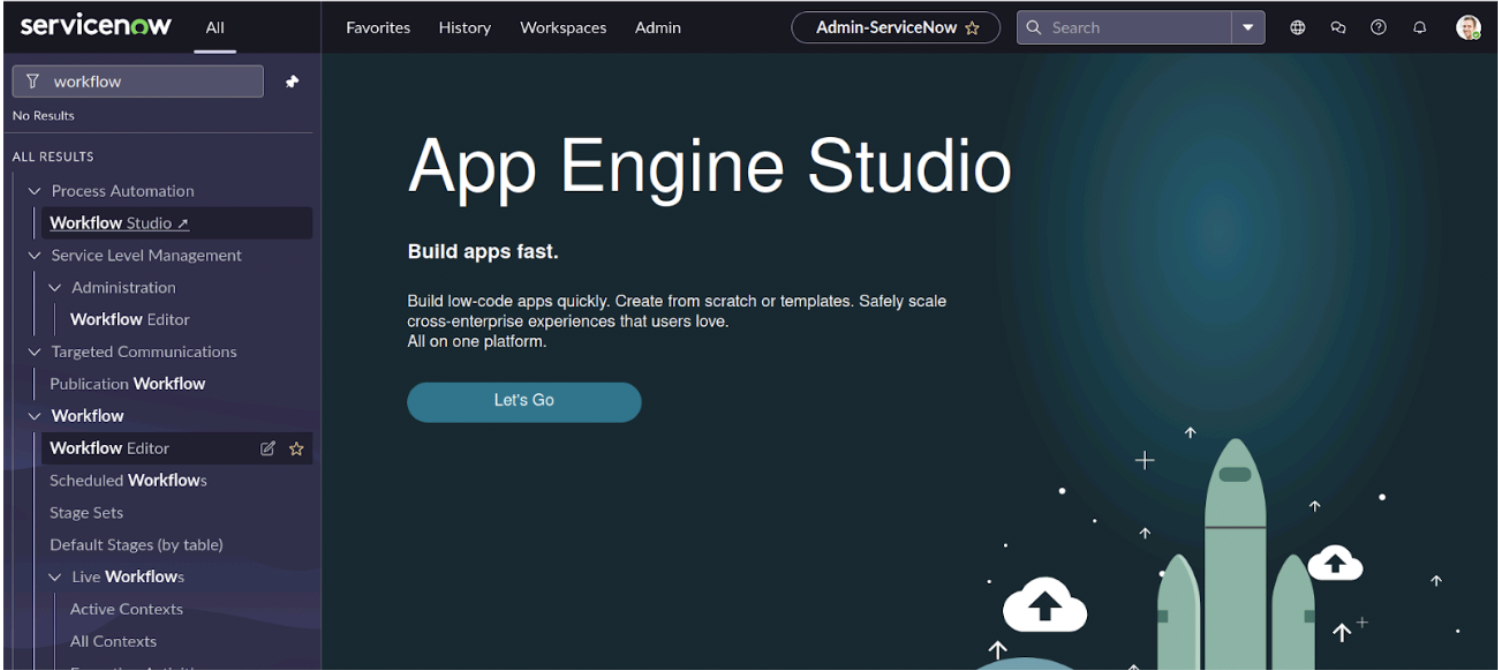 servicenow
All
Favorites
History
Workspaces
Admin
Admin-ServiceNow
Search
workflow
No Results
ALL RESULTS
Process Automation
Workflow Studio ↗
Service Level Management
Administration
Workflow Editor
Targeted Communications
Publication Workflow
Workflow
Workflow Editor
Scheduled Workflows
Stage Sets
Default Stages (by table)
Live Workflows
Active Contexts
All Contexts
App Engine Studio
Build apps fast.
Build low-code apps quickly. Create from scratch or templates. Safely scale
cross-enterprise experiences that users love.
All on one platform.
Let's Go